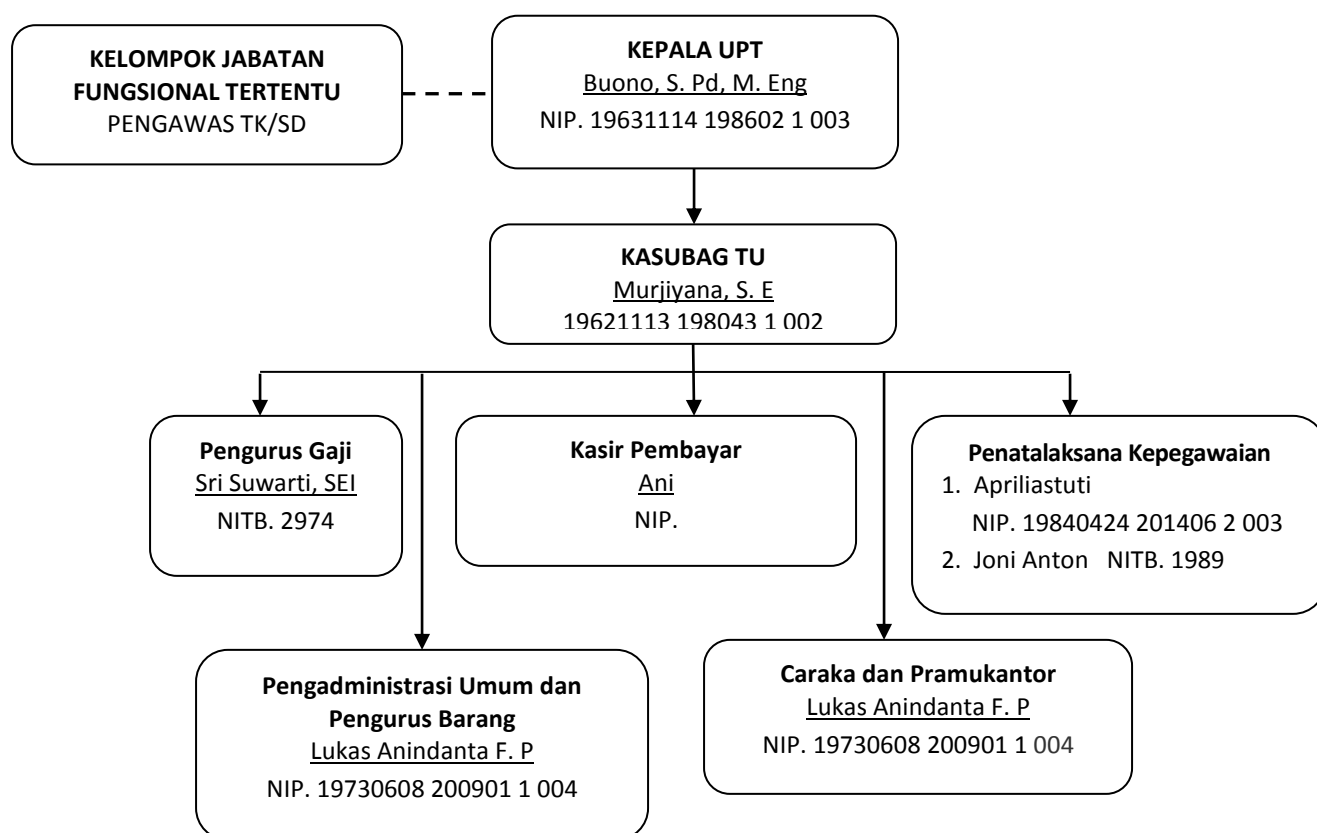 KELOMPOK JABATAN
FUNGSIONAL TERTENTU
PENGAWAS TK/SD
KEPALA UPT
Buono, S. Pd, M. Eng
NIP. 19631114 198602 1 003
KASUBAG TU
Murjiyana, S. E
19621113 198043 1 002
Pengurus Gaji
Sri Suwarti, SEI
NITB. 2974
Kasir Pembayar
Ani
NIP.
Penatalaksana Kepegawaian
1. Apriliastuti
NIP. 19840424 201406 2 003
2. Joni Anton NITB. 1989
Pengadministrasi Umum dan
Pengurus Barang
Lukas Anindanta F. P
NIP. 19730608 200901 1 004
Caraka dan Pramukantor
Lukas Anindanta F. P
NIP. 19730608 200901 1 004